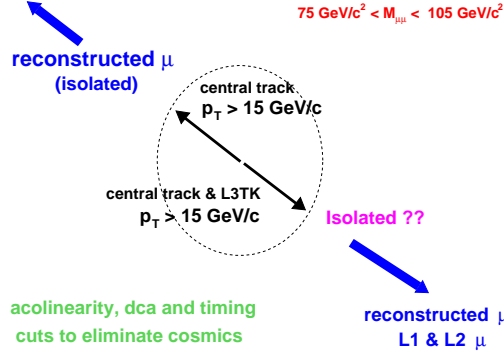 75 GeV/c² < Mμμ < 105 GeV/c²
reconstructed μ
(isolated)
central track
pT > 15 GeV/c
central track & L3TK
pT > 15 GeV/c
Isolated ??
acolinearity, dca and timing
cuts to eliminate cosmics
reconstructed μ
L1 & L2 μ